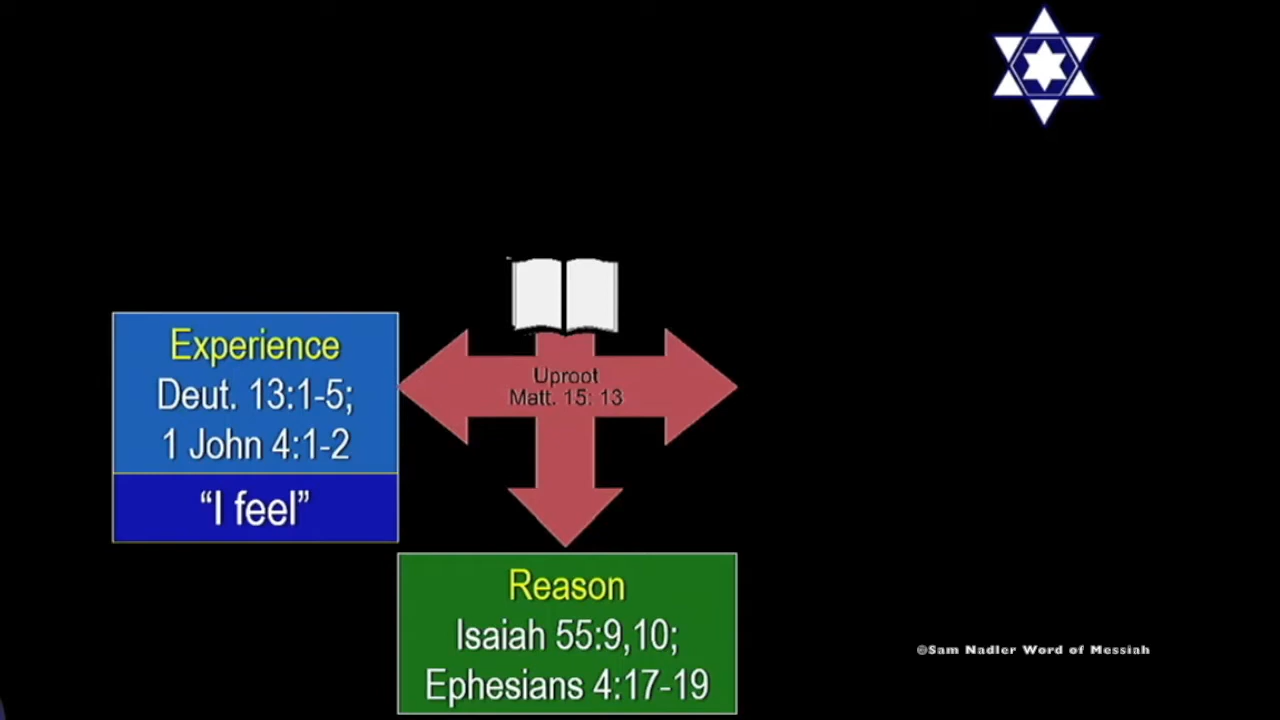 Experience
Deut. 13:1-5;
1 John 4:1-2
“I feel”
Uproot
Matt. 15: 13
Reason
Isaiah 55:9,10;
Ephesians 4:17-19
©Sam Nadler Word of Messiah